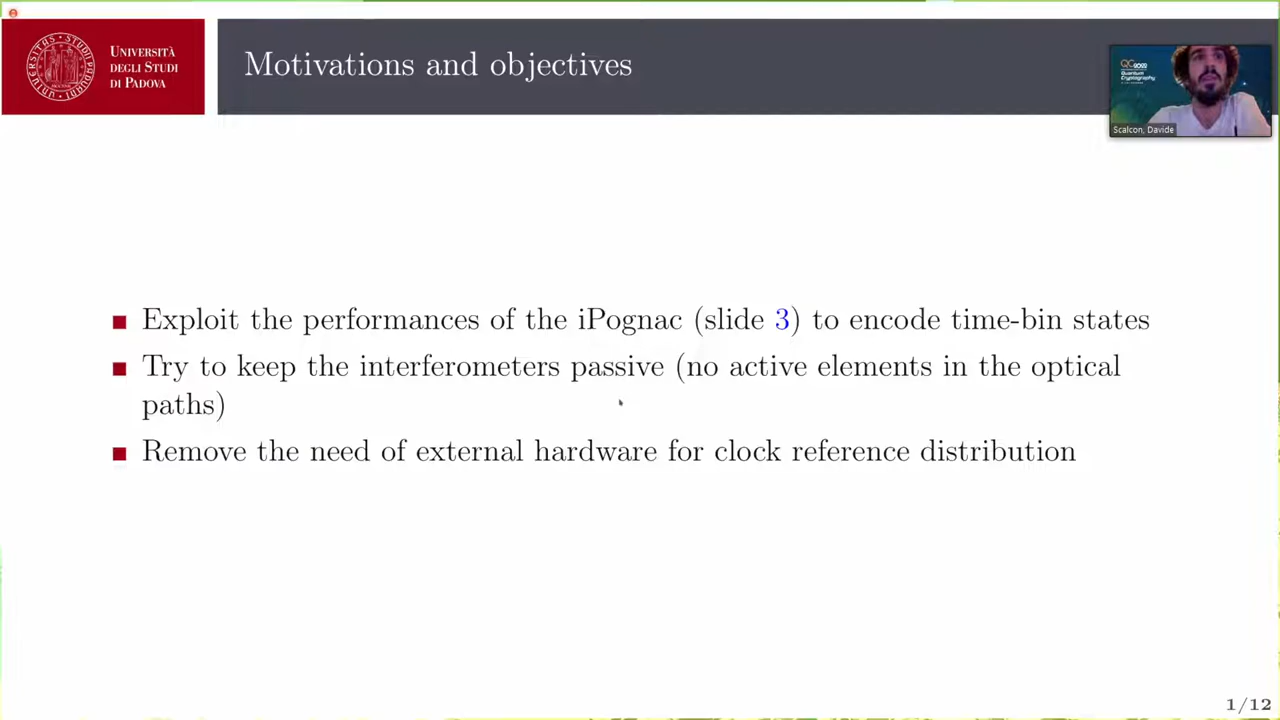 UNIVERSITÀ
DEGLI STUDI
DI PADOVA
Motivations and objectives
Quantum
Cryptography
Scalcon, Davide
■ Exploit the performances of the iPognac (slide 3) to encode time-bin states
■ Try to keep the interferometers passive (no active elements in the optical
paths)
■ Remove the need of external hardware for clock reference distribution
1/12